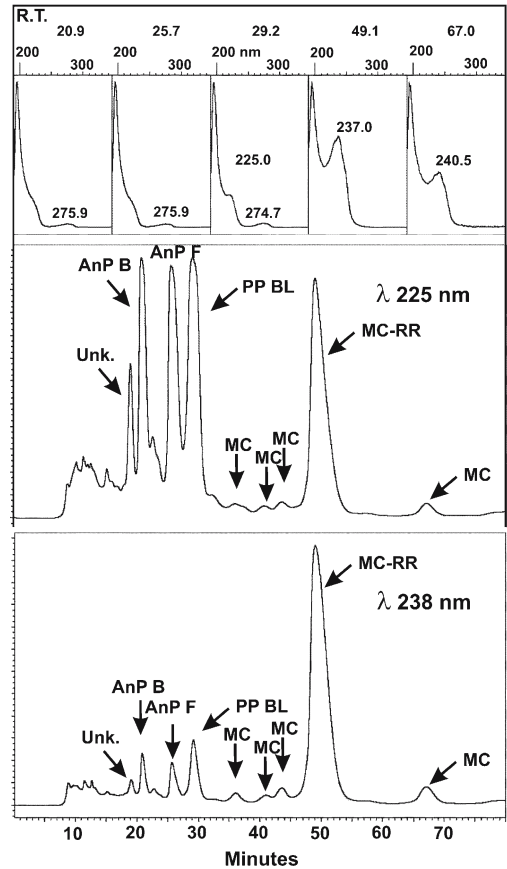 R.T.
20.9 25.7 29.2 49.1 67.0
200 200 200 nm 200 200
300 300 300 300 300
237.0
225.0 240.5
275.9 275.9 274.7
AnP F
AnP B
PP BL λ 225 nm
MC-RR
Unk.
MC MC MC
MC
MC-RR
λ 238 nm
AnP B
AnP F PP BL
Unk. MC MC MC
MC
10 20 30 40 50 60 70
Minutes